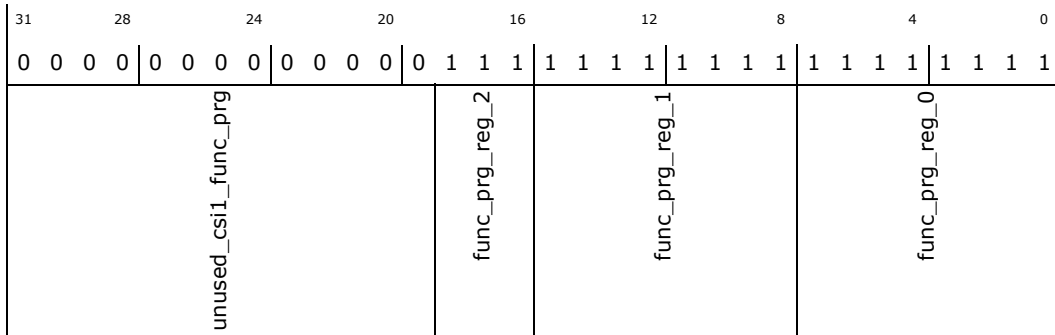 31 28 24 20 16 12 8 4 0
0 0 0 0 0 0 0 0 0 0 0 0 0 1 1 1 1 1 1 1 1 1 1 1 1 1 1 1 1 1 1 1
unused_csi1_func_prg
func_prg_reg_2
func_prg_reg_1
func_prg_reg_0